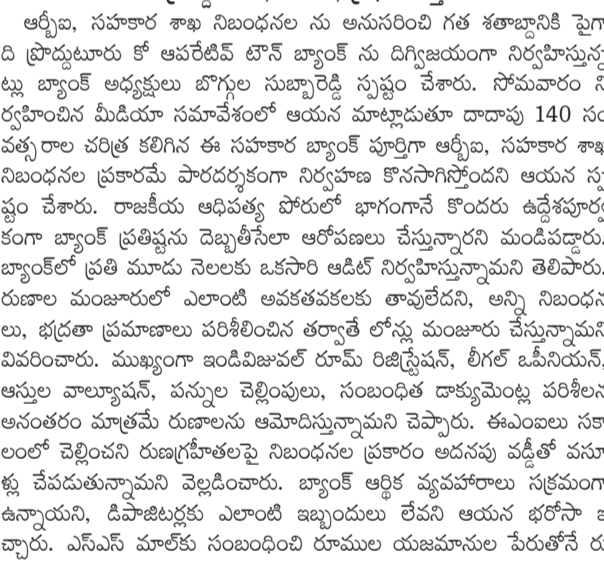 ఆర్బీఐ, సహకార శాఖ నిబంధనల ను అనుసరించి గత శతాబ్దానికి పైగా
ది ప్రొద్దుటూరు కో ఆపరేటివ్ టౌన్ బ్యాంక్ ను దిగ్విజయంగా నిర్వహిస్తున్న
ట్లు బ్యాంక్ అధ్యక్షులు బొగ్గుల సుబ్బారెడ్డి స్పష్టం చేశారు. సోమవారం ని
ర్వహించిన మీడియా సమావేశంలో ఆయన మాట్లాడుతూ దాదాపు 140 సం
వత్సరాల చరిత్ర కలిగిన ఈ సహకార బ్యాంక్ పూర్తిగా ఆర్బీఐ, సహకార శాఖ
నిబంధనల ప్రకారమే పారదర్శకంగా నిర్వహణ కొనసాగిస్తోందని ఆయన స్ప
ష్టం చేశారు. రాజకీయ ఆధిపత్య పోరులో భాగంగానే కొందరు ఉద్దేశపూర్వ
కంగా బ్యాంక్ ప్రతిష్టను దెబ్బతీసేలా ఆరోపణలు చేస్తున్నారని మండిపడ్డారు.
బ్యాంక్‌లో ప్రతి మూడు నెలలకు ఒకసారి ఆడిట్ నిర్వహిస్తున్నామని తెలిపారు.
రుణాల మంజూరులో ఎలాంటి అవకతవకలకు తావులేదని, అన్ని నిబంధన
లు, భద్రతా ప్రమాణాలు పరిశీలించిన తర్వాతే లోన్లు మంజూరు చేస్తున్నామని
వివరించారు. ముఖ్యంగా ఇండివిజువల్ రూమ్ రిజిస్ట్రేషన్, లీగల్ ఒపీనియన్,
ఆస్తుల వాల్యూషన్, పన్నుల చెల్లింపులు, సంబంధిత డాక్యుమెంట్ల పరిశీలన
అనంతరం మాత్రమే రుణాలను ఆమోదిస్తున్నామని చెప్పారు. ఈఎంఐలు సకా
లంలో చెల్లించని రుణగ్రహీతలపై నిబంధనల ప్రకారం అదనపు వడ్డీతో వసూ
ళ్లు చేపడుతున్నామని వెల్లడించారు. బ్యాంక్ ఆర్థిక వ్యవహారాలు సక్రమంగా
ఉన్నాయని, డిపాజిటర్లకు ఎలాంటి ఇబ్బందులు లేవని ఆయన భరోసా ఇ
చ్చారు. ఎస్ఎస్ మాల్‌కు సంబంధించి రూముల యజమానుల పేరుతోనే రు